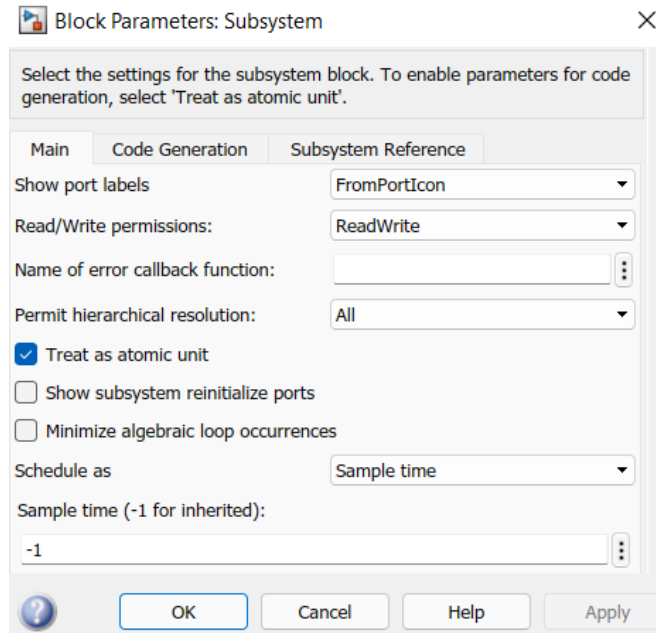 Block Parameters: Subsystem
Select the settings for the subsystem block. To enable parameters for code
generation, select 'Treat as atomic unit'.
Main Code Generation Subsystem Reference
Show port labels FromPortIcon
Read/Write permissions: ReadWrite
Name of error callback function:
Permit hierarchical resolution: All
Treat as atomic unit
Show subsystem reinitialize ports
Minimize algebraic loop occurrences
Schedule as Sample time
Sample time (-1 for inherited):
-1
OK Cancel Help Apply